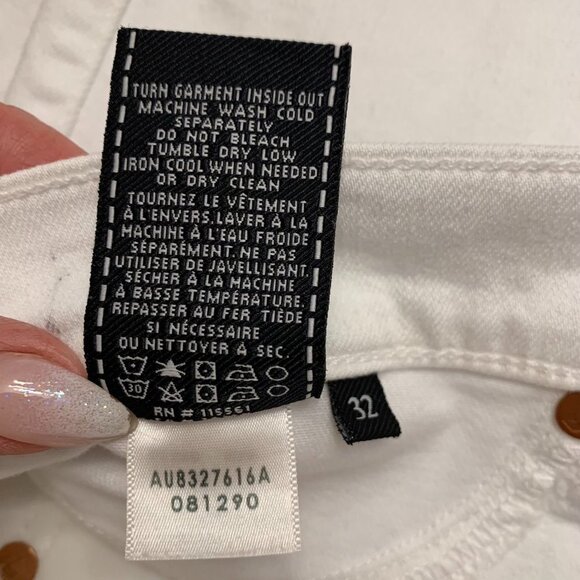 TURN GARMENT INSIDE OUT
MACHINE WASH COLD
SEPARATELY
DO NOT BLEACH
TUMBLE DRY LOW
IRON COOL WHEN NEEDED
OR DRY CLEAN
TOURNEZ LE VÊTEMENT
À L'ENVERS.LAVER À LA
MACHINE À L'EAU FROIDE
SÉPARÉMENT. NE PAS
UTILISER DE JAVELLISANT.
SÉCHER À LA MACHINE
À BASSE TEMPÉRATURE.
REPASSER AU FER TIÈDE
SI NÉCESSAIRE
OU NETTOYER À SEC.
30
RN # 115561
32
AU8327616A
081290